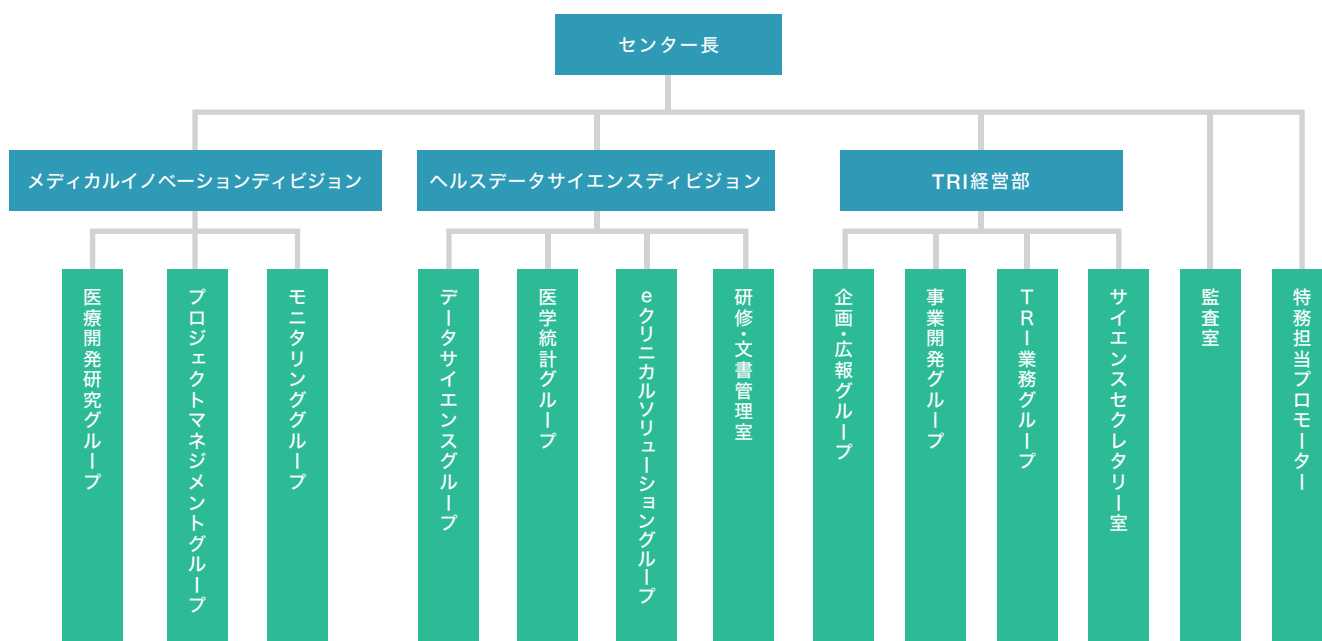 センター長
メディカルイノベーションディビジョン
ヘルスデータサイエンスディビジョン
TRI経営部
医療開発研究グループ
プロジェクトマネジメントグループ
モニタリンググループ
データサイエンスグループ
医学統計グループ
eクリニカルソリューショングループ
研修・文書管理室
企画・広報グループ
事業開発グループ
TRI業務グループ
サイエンスセクレタリー室
監査室
特務担当プロモーター